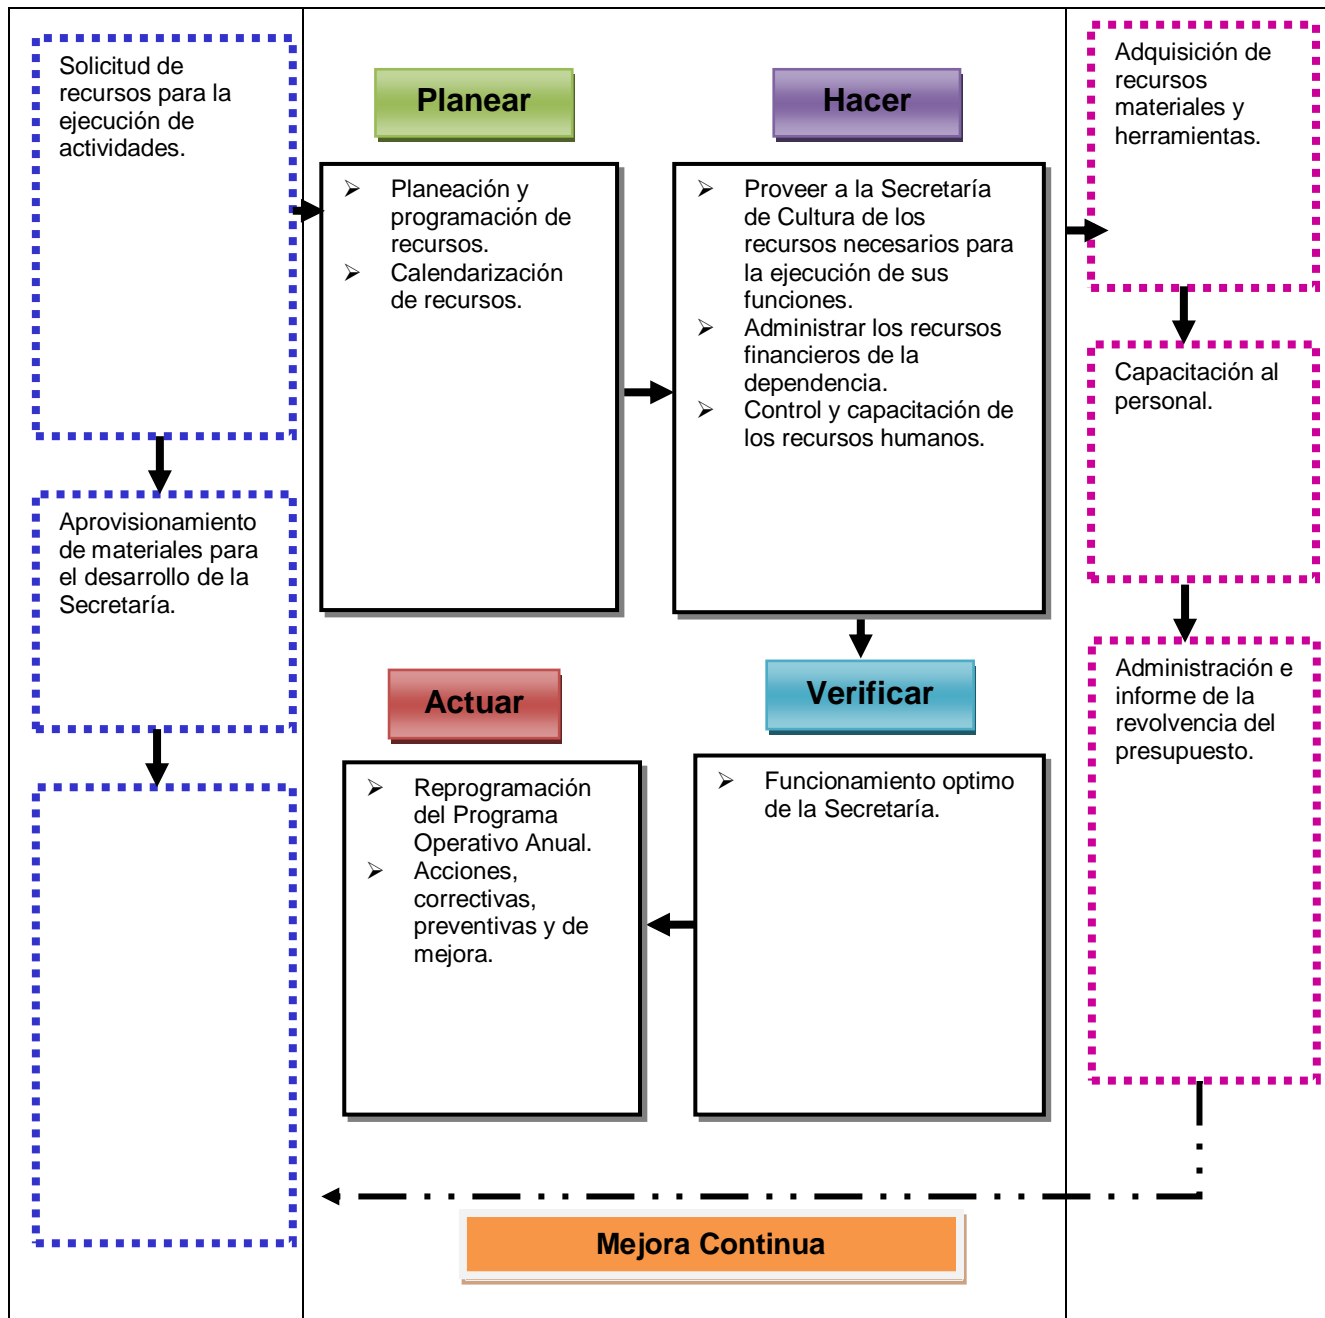 Solicitud de
recursos para la
ejecución de
actividades.
Aprovisionamiento
de materiales para
el desarrollo de la
Secretaría.
Planear
➢ Planeación y
programación de
recursos.
➢ Calendarización
de recursos.
Hacer
➢ Proveer a la Secretaría
de Cultura de los
recursos necesarios para
la ejecución de sus
funciones.
➢ Administrar los recursos
financieros de la
dependencia.
➢ Control y capacitación de
los recursos humanos.
Actuar
➢ Reprogramación
del Programa
Operativo Anual.
➢ Acciones,
correctivas,
preventivas y de
mejora.
Verificar
➢ Funcionamiento optimo
de la Secretaría.
Adquisición de
recursos
materiales y
herramientas.
Capacitación al
personal.
Administración e
informe de la
revolvencia del
presupuesto.
Mejora Continua